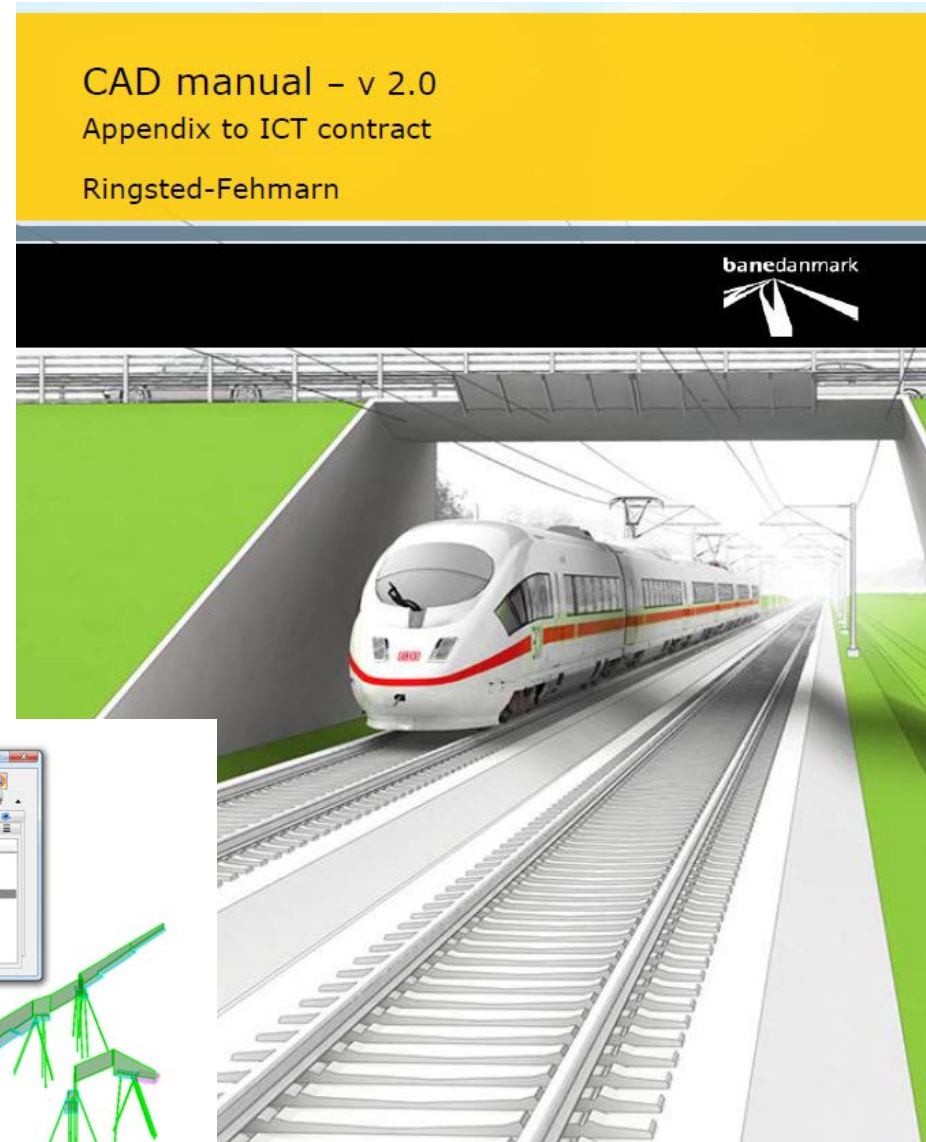 CAD manual – v 2.0
Appendix to ICT contract
Ringsted-Fehmarn
banedanmark